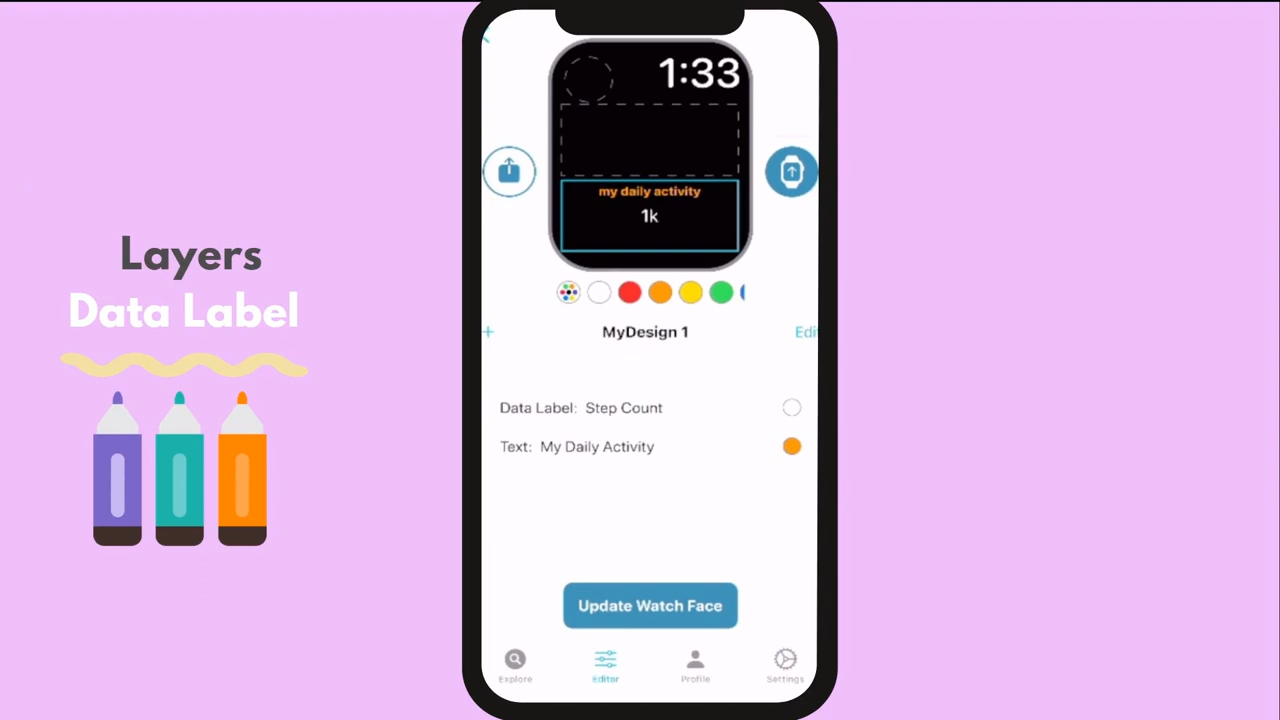 Layers
Data Label
1:33
my daily activity
1k
+ MyDesign 1 Edi
Data Label: Step Count
Text: My Daily Activity
Update Watch Face
Explore Editor Profile Settings